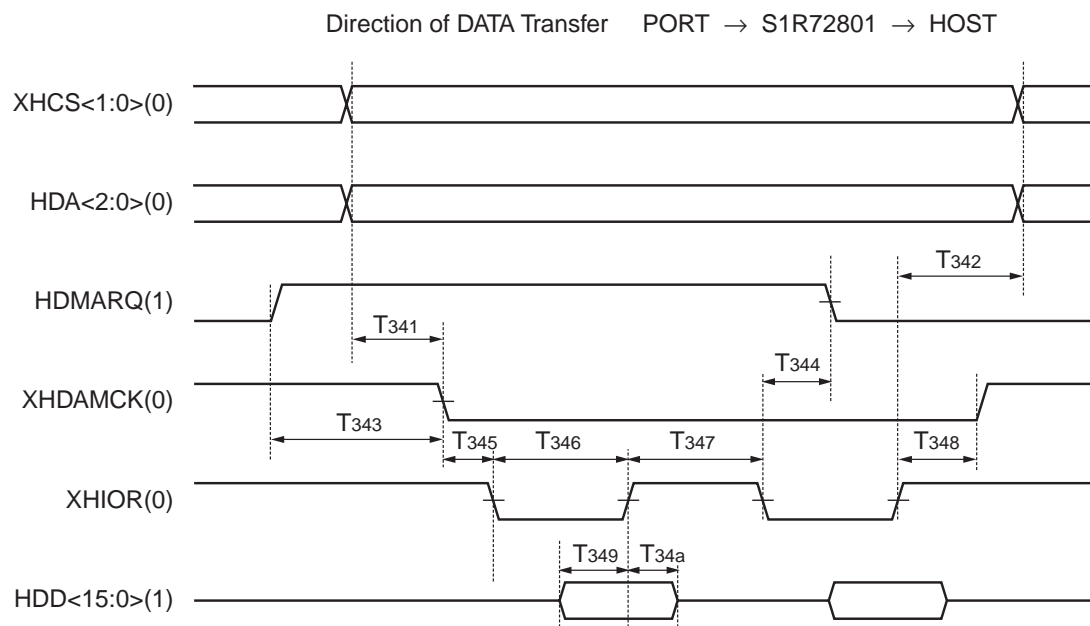 Direction of DATA Transfer PORT → S1R72801 → HOST
XHCS<1:0>(0)
HDA<2:0>(0)
T342
HDMARQ(1)
T341
T344
XHDAMCK(0)
T343
T345
T346
T347
T348
XHIOR(0)
T349
T34a
HDD<15:0>(1)